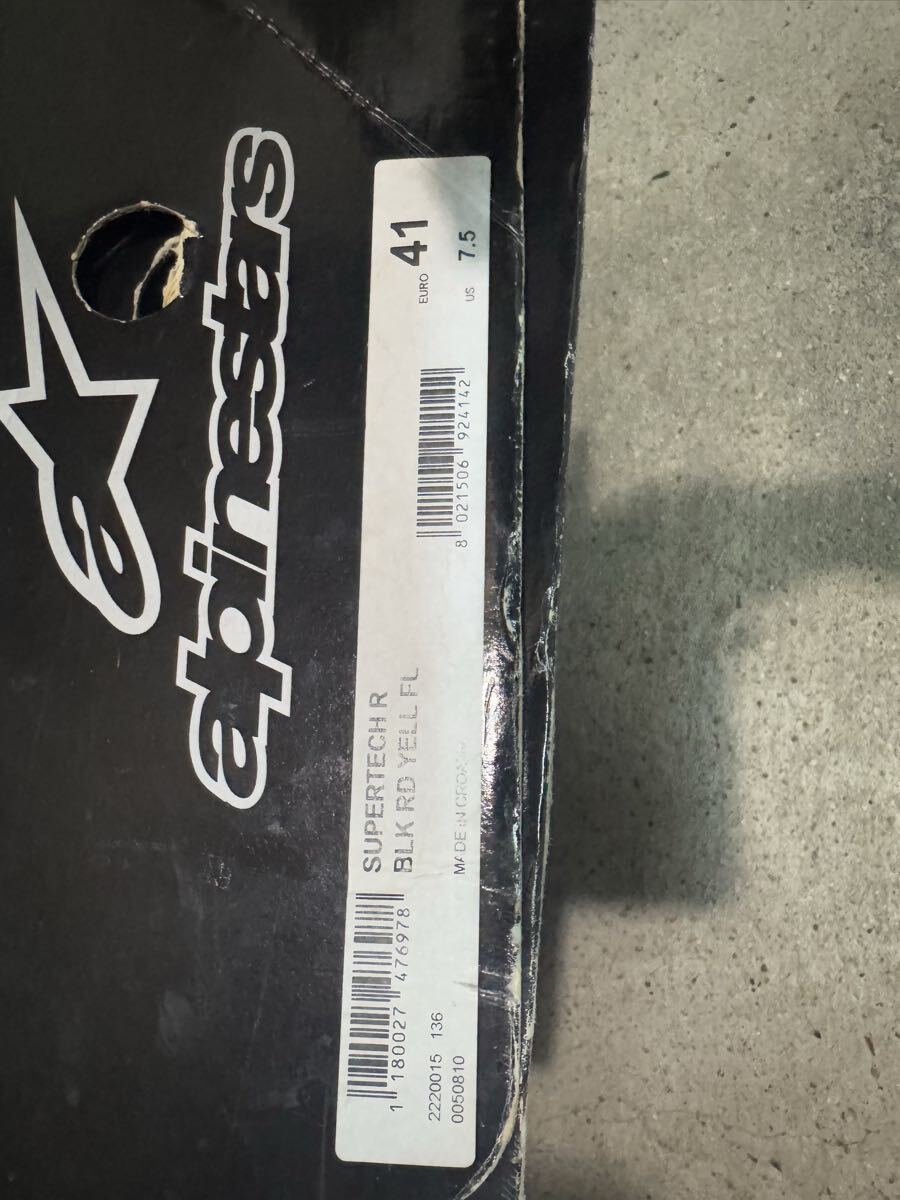 alpinestars
SUPERTECH R
BLK RD YELL FL
MADE IN
EURO 41
US 7.5
8 021506 924142
1 180027 476978
2220015 136
0050810